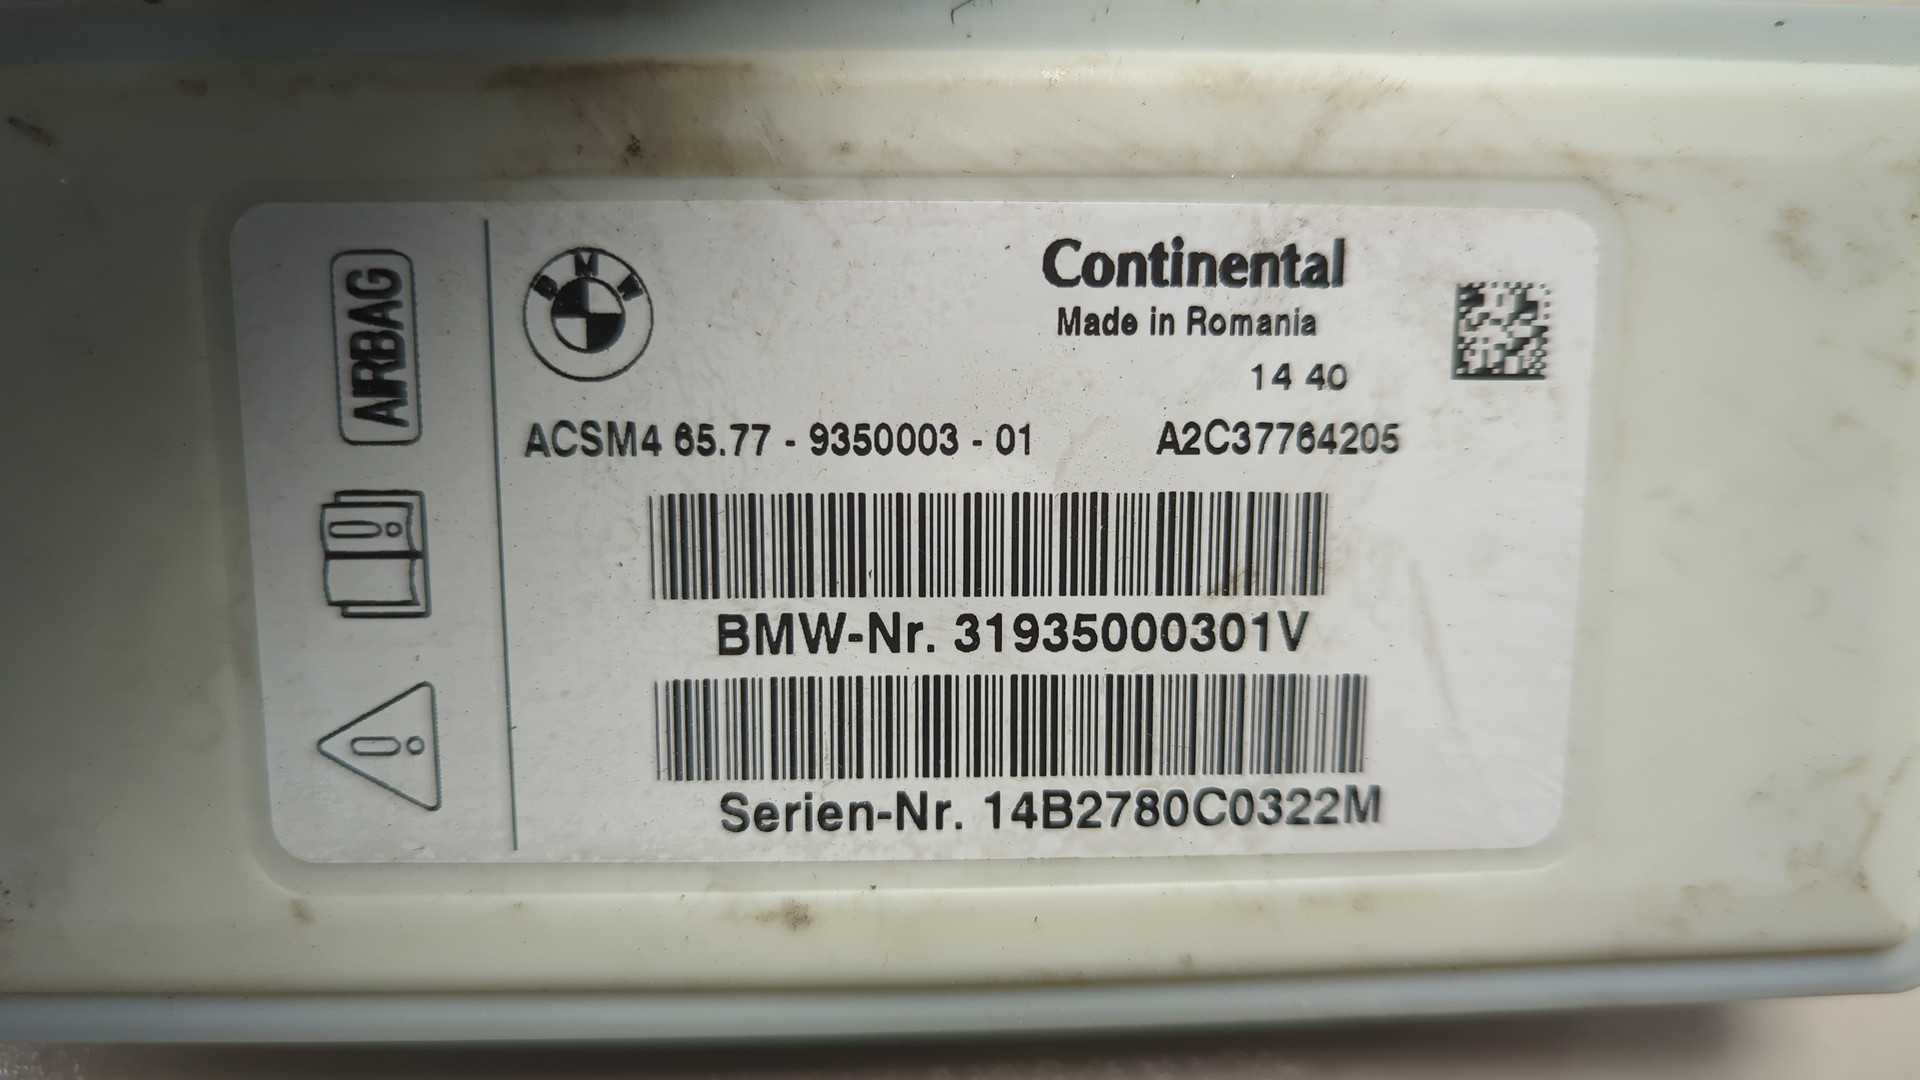 AIRBAG
BMW
Continental
Made in Romania
14 40
ACSM4 65.77 - 9350003 - 01 A2C37764205
BMW-Nr. 31935000301V
Serien-Nr. 14B2780C0322M